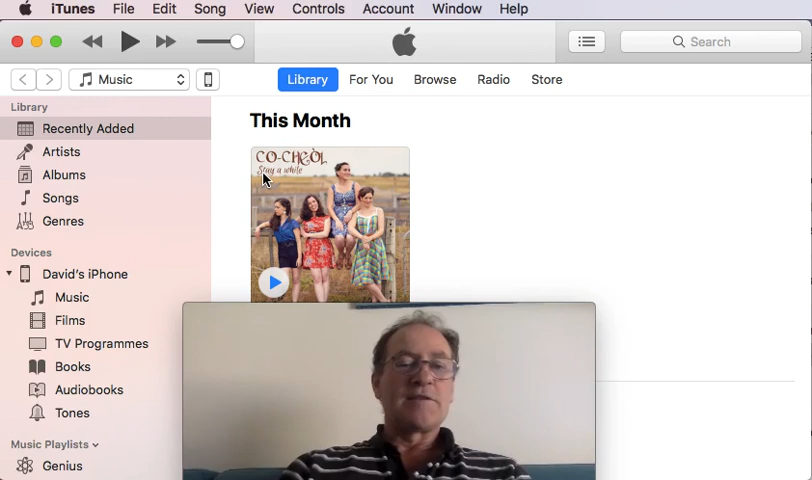 iTunes File Edit Song View Controls Account Window Help
Search
Music Library For You Browse Radio Store
Library
Recently Added
Artists
Albums
Songs
Genres
Devices
David's iPhone
Music
Films
TV Programmes
Books
Audiobooks
Tones
Music Playlists
Genius
This Month
CO-CHEÒL
Stay a while